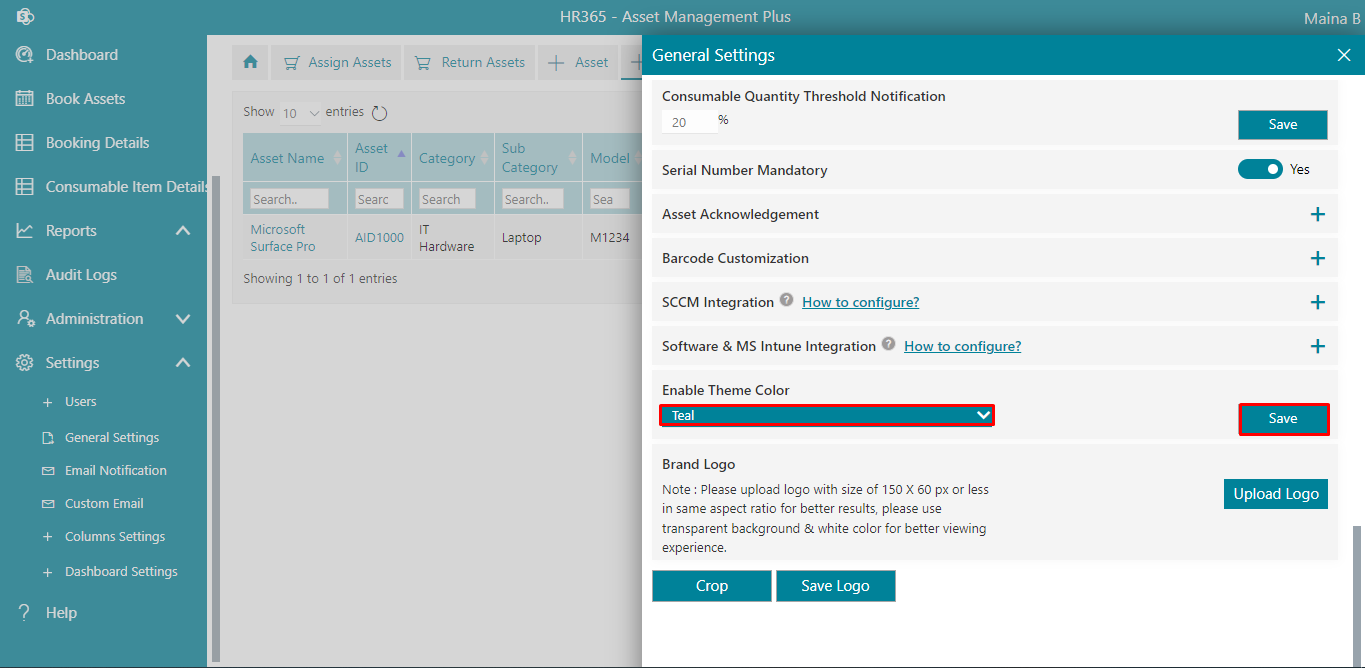 HR365 - Asset Management Plus
Maina B
Dashboard
Book Assets
Booking Details
Consumable Item Details
Reports
Audit Logs
Administration
Settings
Users
General Settings
Email Notification
Custom Email
Columns Settings
Dashboard Settings
Help
Assign Assets
Return Assets
Asset
Show 10 entries
Asset Name
Asset ID
Category
Sub Category
Model
Search..
Searc
Search
Search..
Sea
Microsoft Surface Pro
AID1000
IT Hardware
Laptop
M1234
Showing 1 to 1 of 1 entries
General Settings
Consumable Quantity Threshold Notification
20 %
Save
Serial Number Mandatory
Yes
Asset Acknowledgement
Barcode Customization
SCCM Integration ? How to configure?
Software & MS Intune Integration ? How to configure?
Enable Theme Color
Teal
Save
Brand Logo
Note : Please upload logo with size of 150 X 60 px or less
in same aspect ratio for better results, please use
transparent background & white color for better viewing
experience.
Upload Logo
Crop
Save Logo